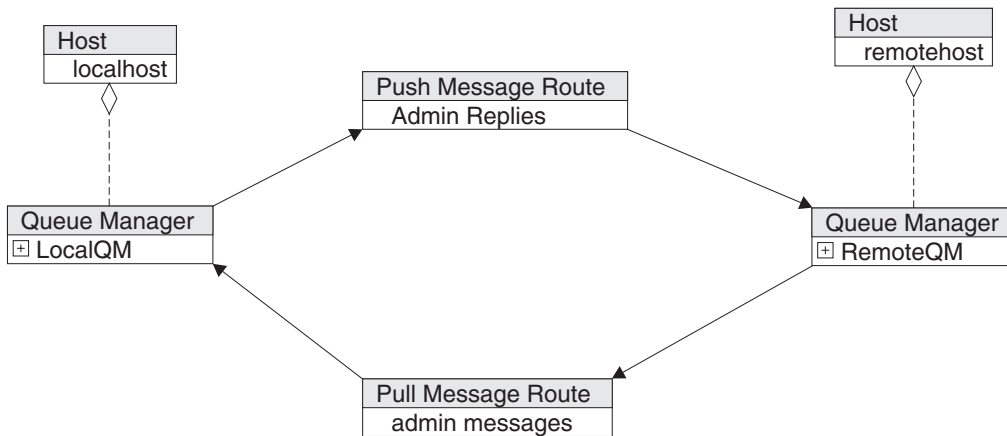 Host
localhost
Host
remotehost
Push Message Route
Admin Replies
Queue Manager
LocalQM
Queue Manager
RemoteQM
Pull Message Route
admin messages